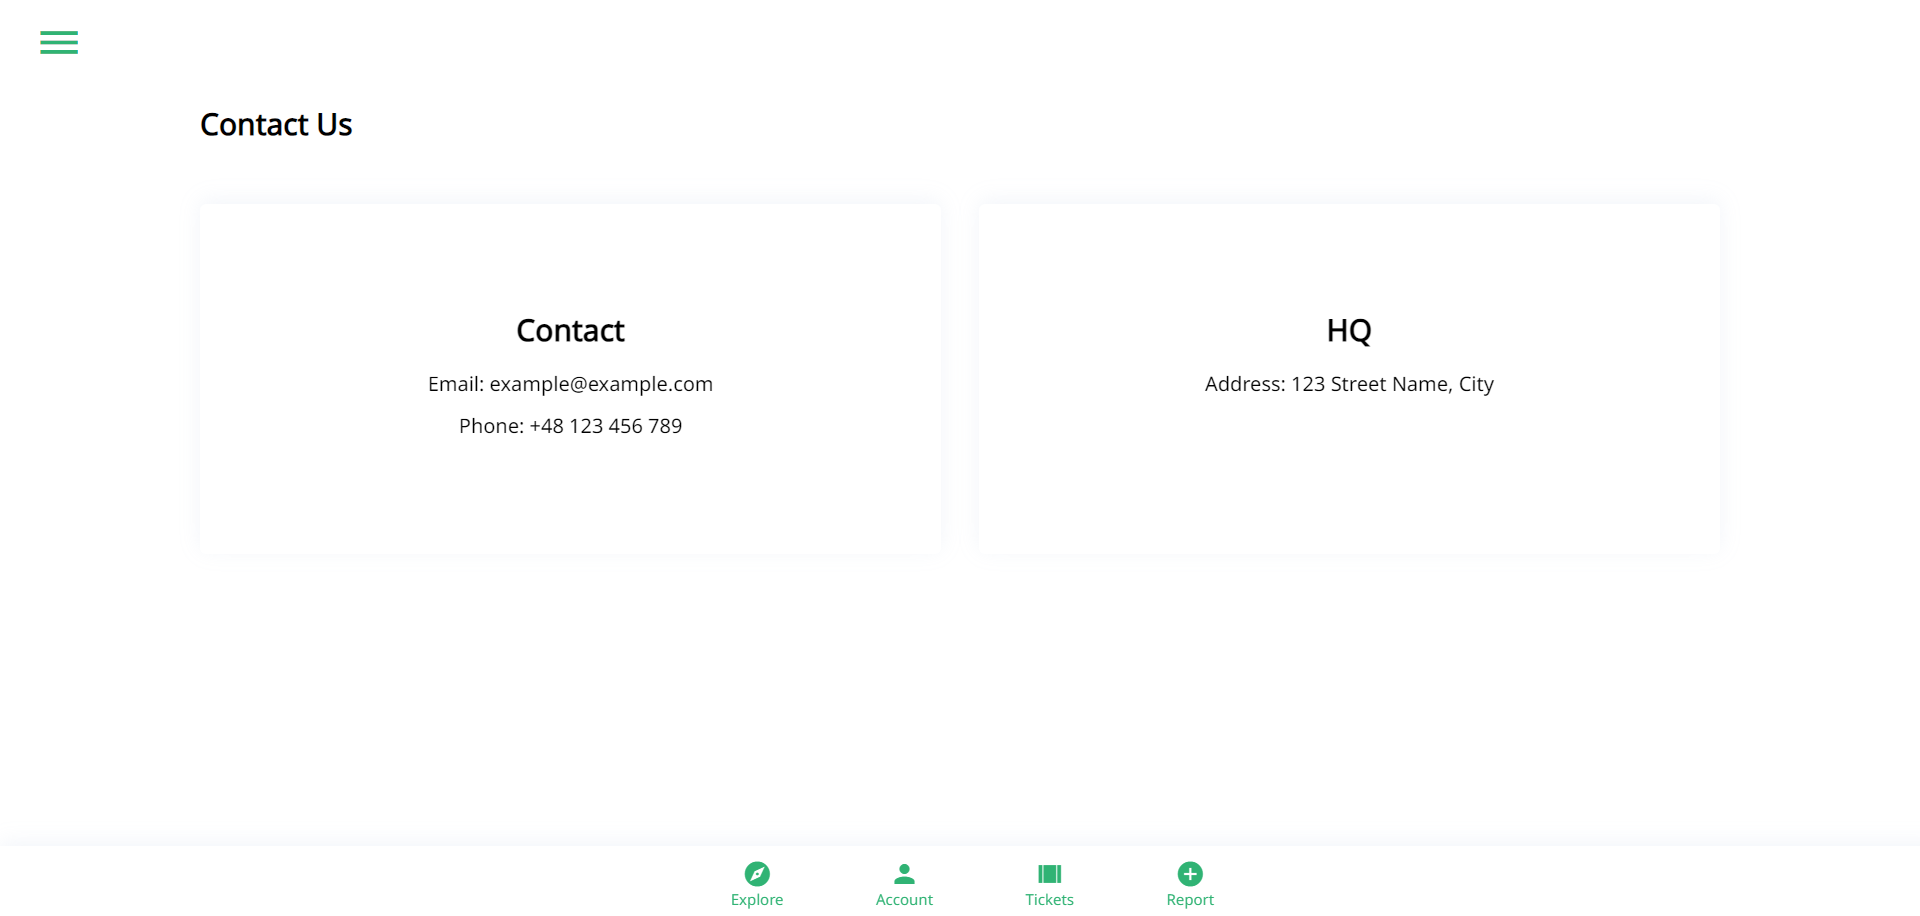 Contact Us
Contact
Email: example@example.com
Phone: +48 123 456 789
HQ
Address: 123 Street Name, City
Explore
Account
Tickets
Report